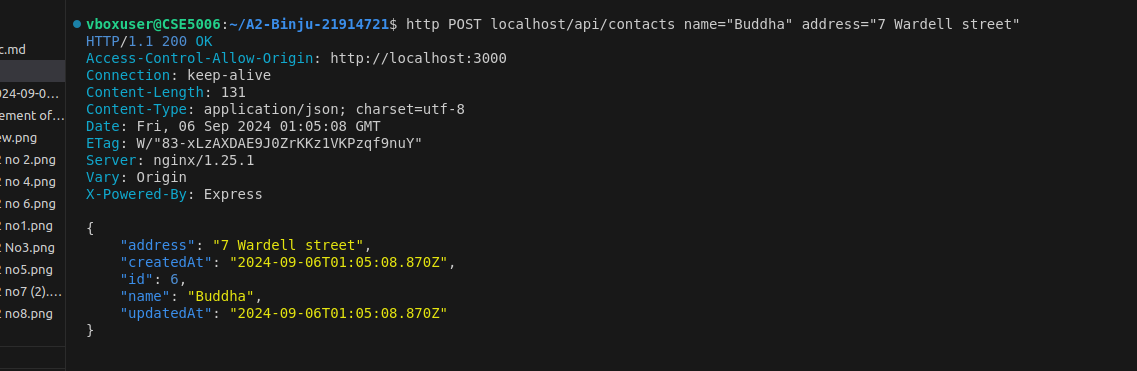 vboxuser@CSE5006:~/A2-Binju-21914721$ http POST localhost/api/contacts name="Buddha" address="7 Wardell street"
HTTP/1.1 200 OK
Access-Control-Allow-Origin: http://localhost:3000
Connection: keep-alive
Content-Length: 131
Content-Type: application/json; charset=utf-8
Date: Fri, 06 Sep 2024 01:05:08 GMT
ETag: W/"83-xLzAXDAE9J0ZrKKz1VKPzqf9nuY"
Server: nginx/1.25.1
Vary: Origin
X-Powered-By: Express
{
    "address": "7 Wardell street",
    "createdAt": "2024-09-06T01:05:08.870Z",
    "id": 6,
    "name": "Buddha",
    "updatedAt": "2024-09-06T01:05:08.870Z"
}
c.md
024-09-0...
ement of...
ew.png
2 no 2.png
2 no 4.png
2 no 6.png
2 no1.png
2 No3.png
2 no5.png
2 no7 (2)....
2 no8.png